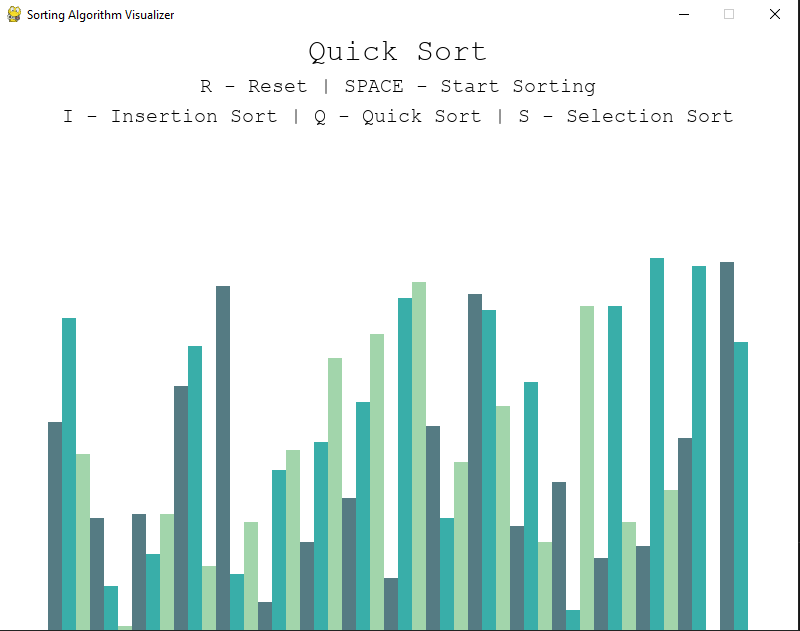 Sorting Algorithm Visualizer
Quick Sort
R - Reset | SPACE - Start Sorting
I - Insertion Sort | Q - Quick Sort | S - Selection Sort